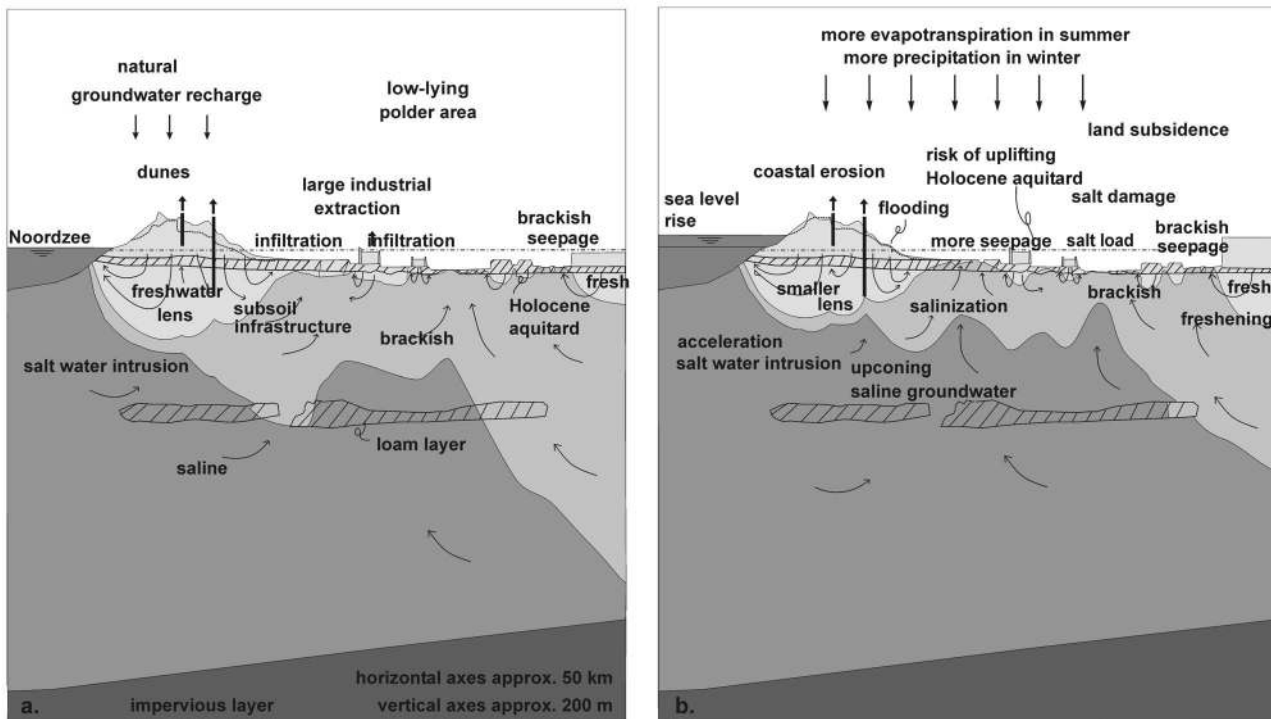 natural
groundwater recharge
low-lying
polder area
dunes
large industrial
extraction
Noordzee
infiltration
infiltration
brackish
seepage
fresh
freshwater
lens
subsoil
infrastructure
Holocene
aquitard
brackish
salt water intrusion
loam layer
saline
horizontal axes approx. 50 km
a.
impervious layer
vertical axes approx. 200 m
more evapotranspiration in summer
more precipitation in winter
land subsidence
risk of uplifting
Holocene aquitard
coastal erosion
salt damage
sea level
rise
flooding
more seepage
salt load
brackish
seepage
smaller
lens
brackish
fresh
salinization
freshening
acceleration
salt water intrusion
upconing
saline groundwater
b.